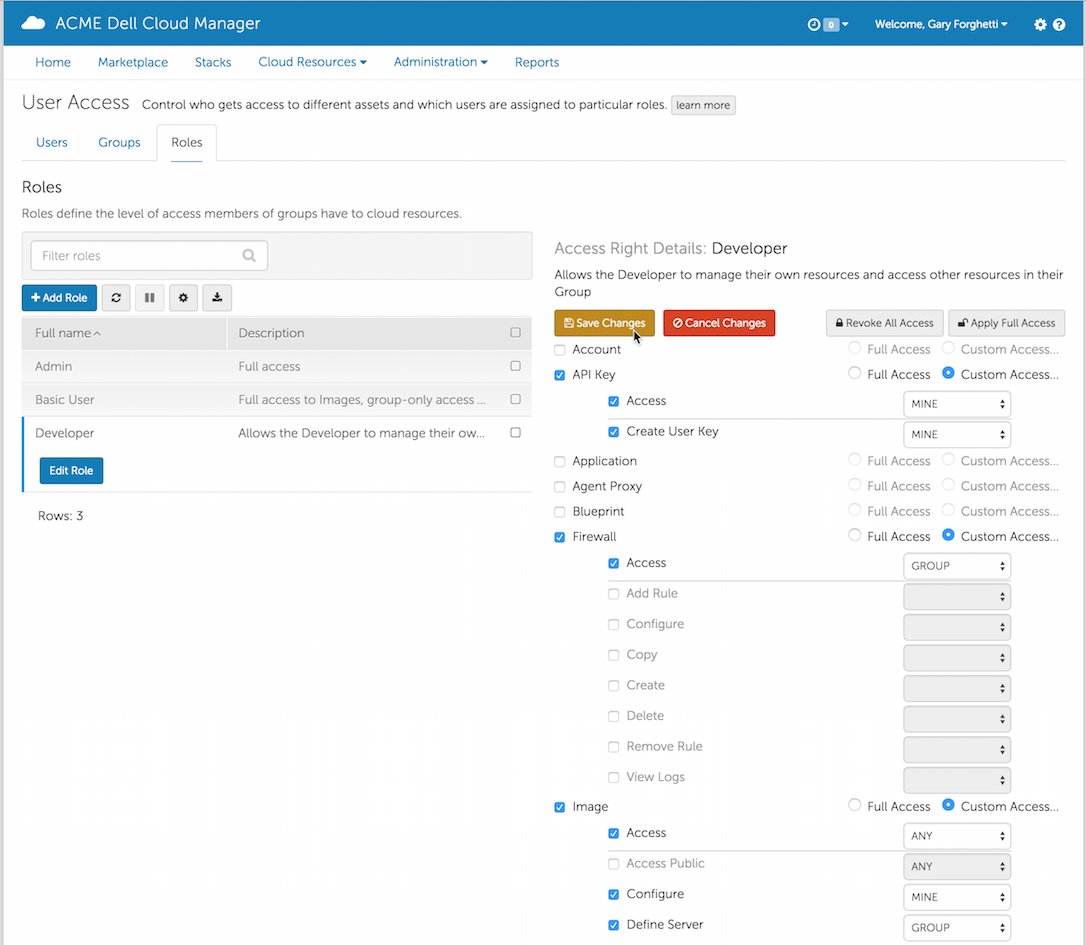 ACME Dell Cloud Manager
0
Welcome, Gary Forghetti
Home Marketplace Stacks Cloud Resources Administration Reports
User Access Control who gets access to different assets and which users are assigned to particular roles. learn more
Users Groups Roles
Roles
Roles define the level of access members of groups have to cloud resources.
Filter roles
Add Role
Full name Description
Admin Full access
Basic User Full access to Images, group-only access ...
Developer Allows the Developer to manage their ow...
Edit Role
Rows: 3
Access Right Details: Developer
Allows the Developer to manage their own resources and access other resources in their
Group
Save Changes Cancel Changes Revoke All Access Apply Full Access
Account Full Access Custom Access...
API Key Full Access Custom Access...
Access MINE
Create User Key MINE
Application Full Access Custom Access...
Agent Proxy Full Access Custom Access...
Blueprint Full Access Custom Access...
Firewall Full Access Custom Access...
Access GROUP
Add Rule
Configure
Copy
Create
Delete
Remove Rule
View Logs
Image Full Access Custom Access...
Access ANY
Access Public ANY
Configure MINE
Define Server GROUP